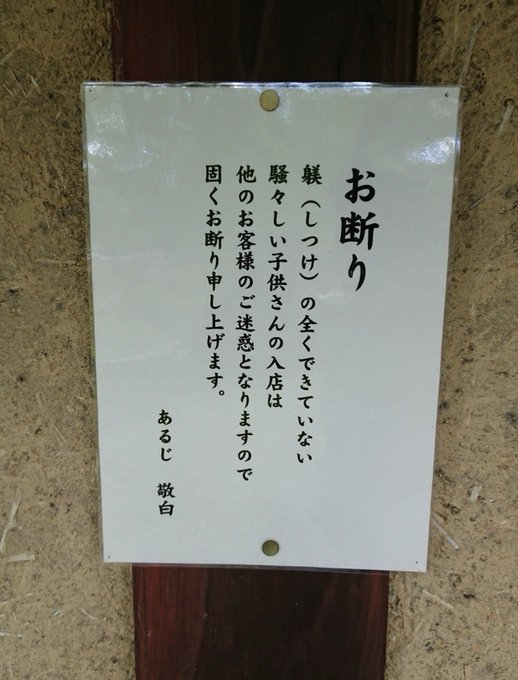 お断り
躾（しつけ）の全くできていない
騒々しい子供さんの入店は
他のお客様のご迷惑となりますので
固くお断り申し上げます。
あるじ 敬白